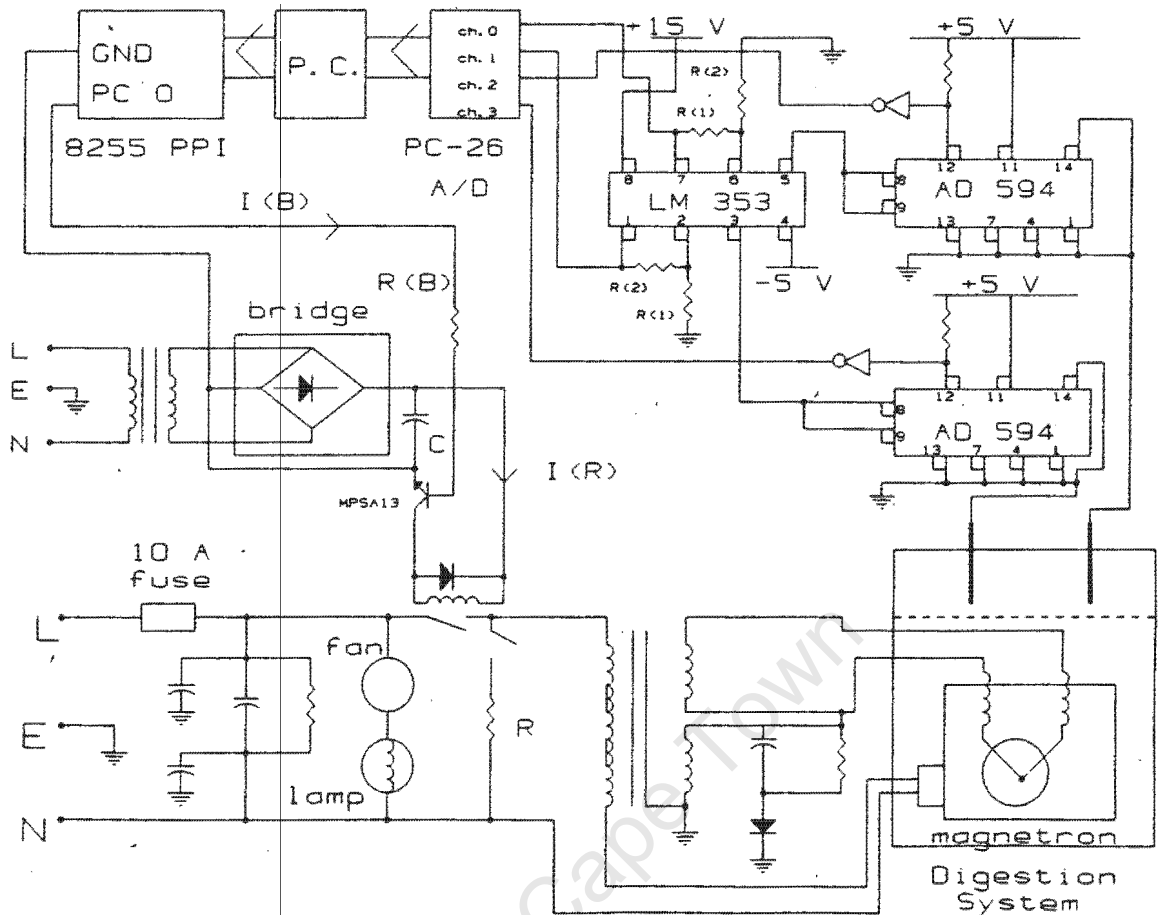 GND
PC 0
8255 PPI
P. C.
ch. 0
ch. 1
ch. 2
ch. 3
PC-26
A/D
+15 V
R(2)
R(1)
8 7 6 5
LM 353
1 2 3 4
R(2)
R(1)
-5 V
+5 V
12 11 14
8
AD 594
9
13 7 4 1
+5 V
12 11 14
8
AD 594
9
13 7 4 1
I(B)
R(B)
bridge
L
E
N
C
I(R)
MPSA13
10 A
fuse
L
fan
E
R
lamp
N
magnetron
Digestion
System
Cape Town